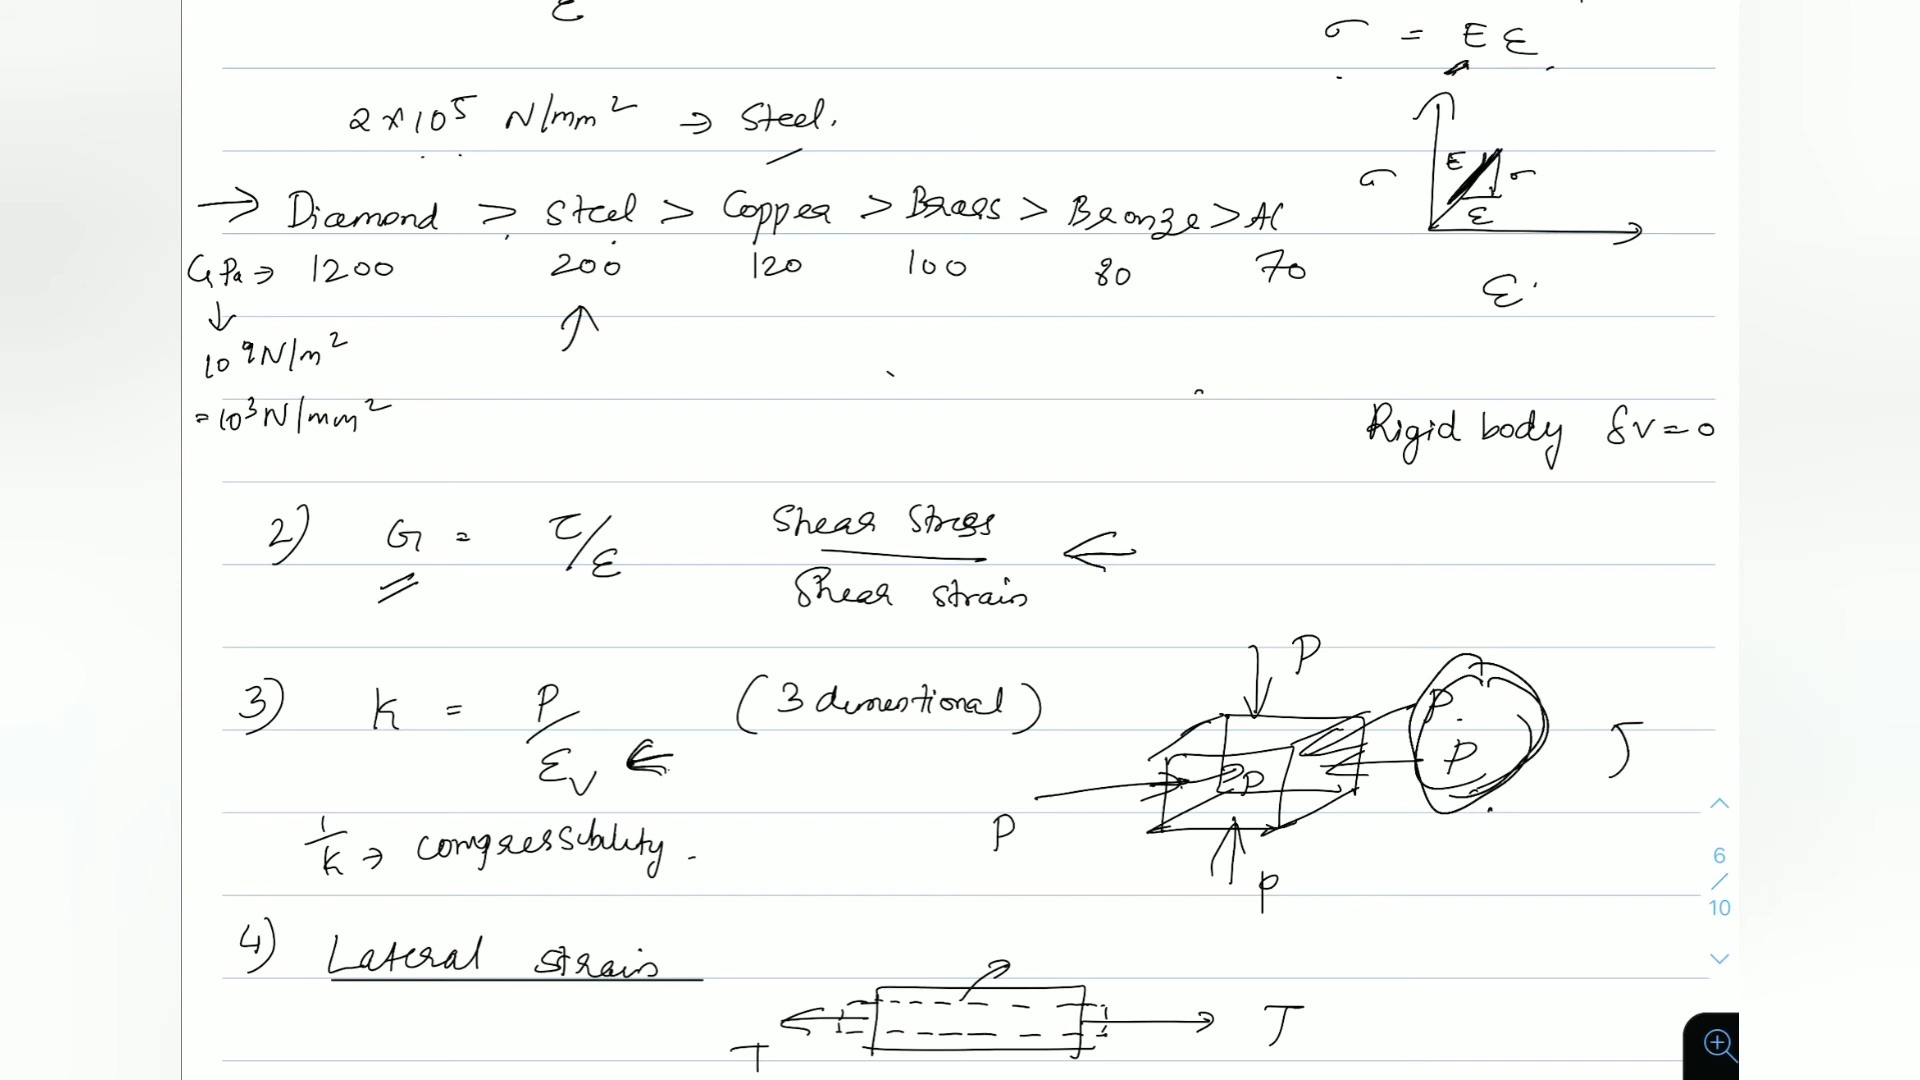 ε
σ = E ε
2×10⁵ N/mm² ⇒ Steel.
→ Diamond > Steel > Copper > Brass > Bronze > Al
GPa ⇒ 1200 200 120 100 80 70
σ E σ ε
ε
↓
10⁹ N/m²
= 10³ N/mm²
Rigid body δv = 0
2) G = τ/ε Shear Stress
Shear strain
3) K = P (3 dimentional)
εv
P
P
P
P
P
P
1/K ⇒ compressibility.
4) Lateral strain
T T
6
/
10